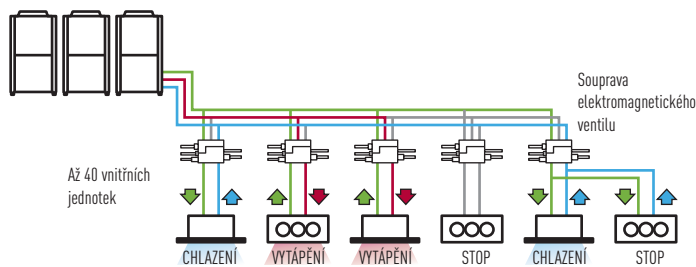 Souprava
elektromagnetického
ventilu
Až 40 vnitřních
jednotek
CHLAZENÍ
VYTÁPĚNÍ
VYTÁPĚNÍ
STOP
CHLAZENÍ
STOP